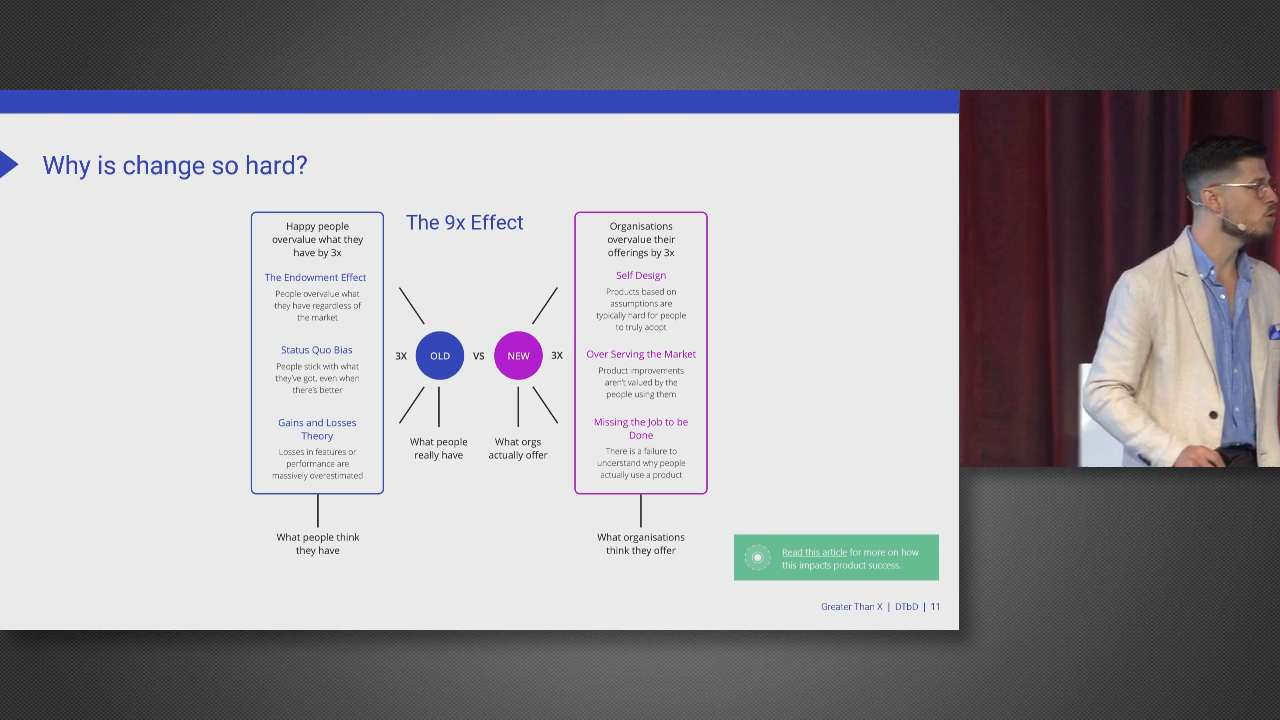 Why is change so hard?
The 9x Effect
Happy people
overvalue what they
have by 3x
The Endowment Effect
People overvalue what
they have regardless of
the market
Status Quo Bias
People stick with what
they've got, even when
there's better
Gains and Losses
Theory
Losses in features or
performance are
massively overestimated
What people think
they have
3X
OLD
VS
NEW
3X
What people
really have
What orgs
actually offer
Organisations
overvalue their
offerings by 3x
Self Design
Products based on
assumptions are
typically hard for people
to truly adopt
Over Serving the Market
Product improvements
aren't valued by the
people using them
Missing the Job to be
Done
There is a failure to
understand why people
actually use a product
What organisations
think they offer
Read this article for more on how
this impacts product success.
Greater Than X | DTbD | 11